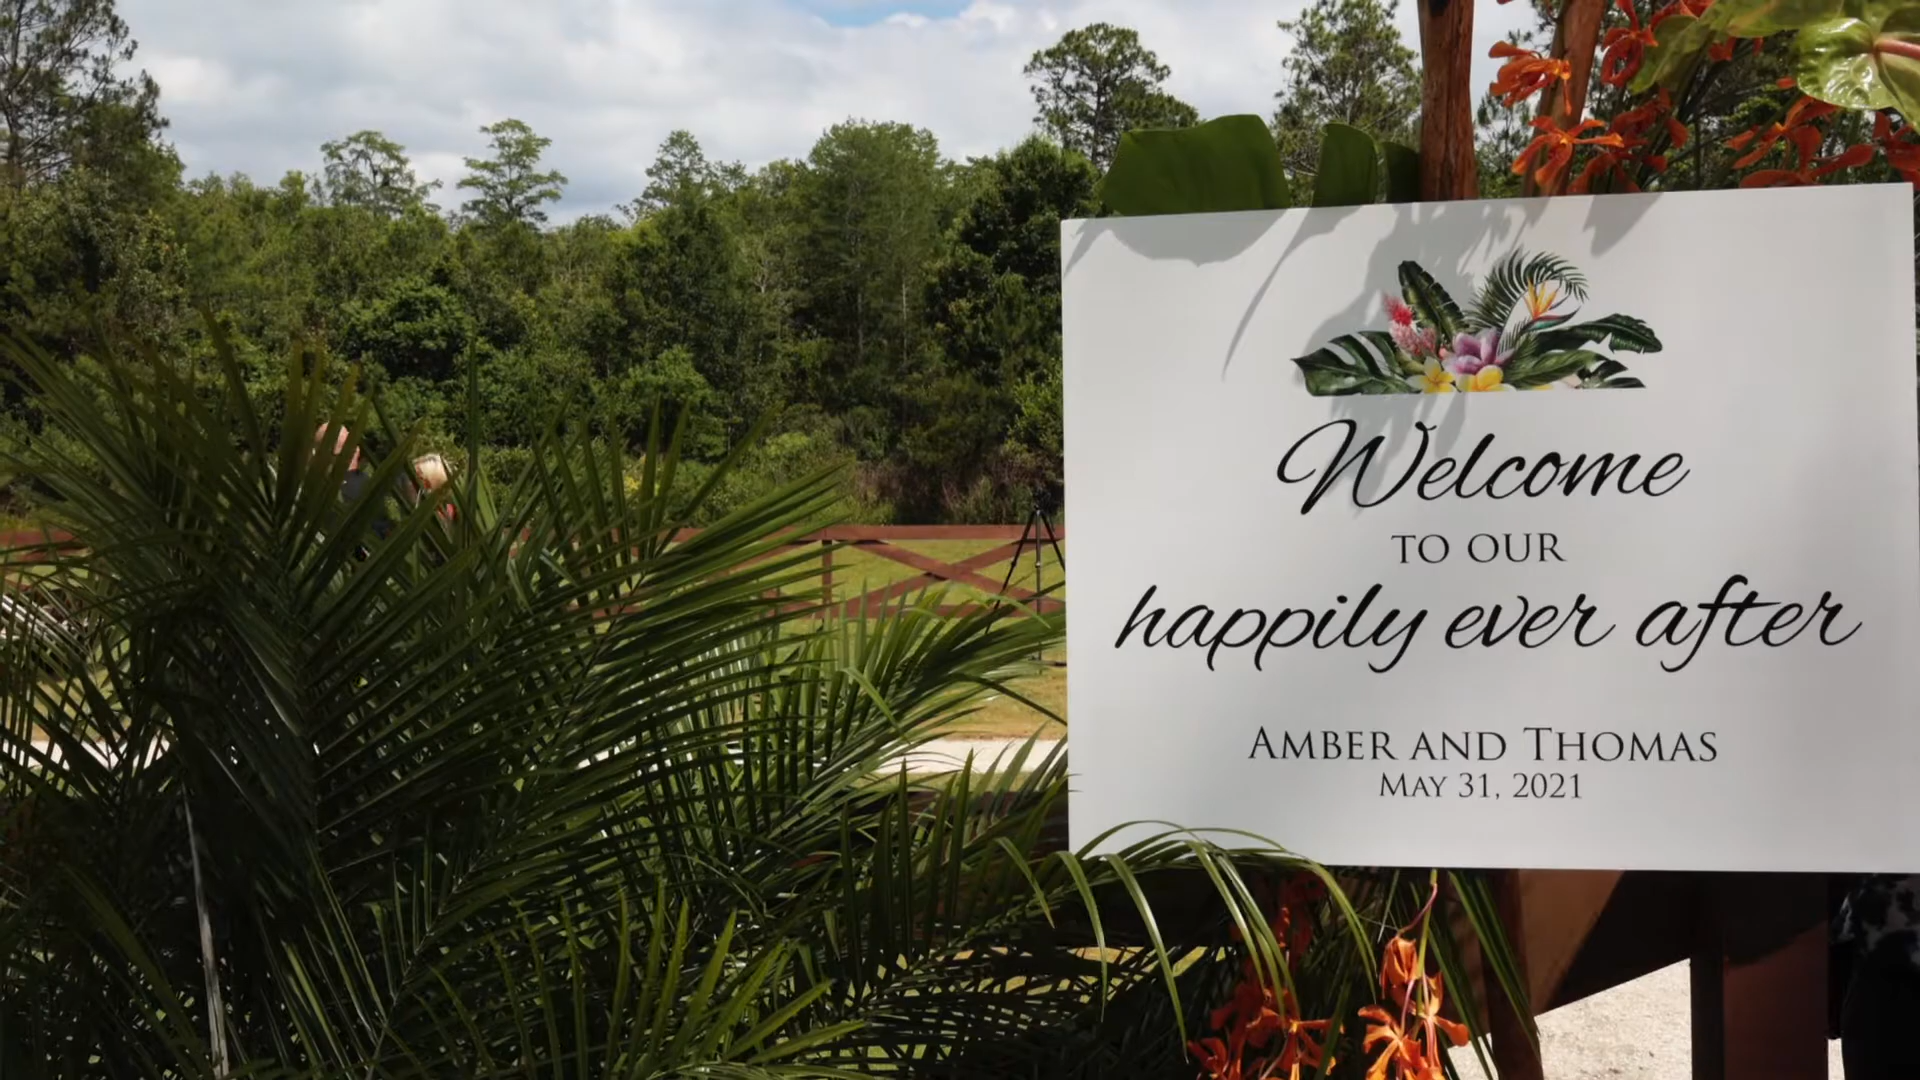 Welcome
TO OUR
happily ever after
AMBER AND THOMAS
MAY 31, 2021